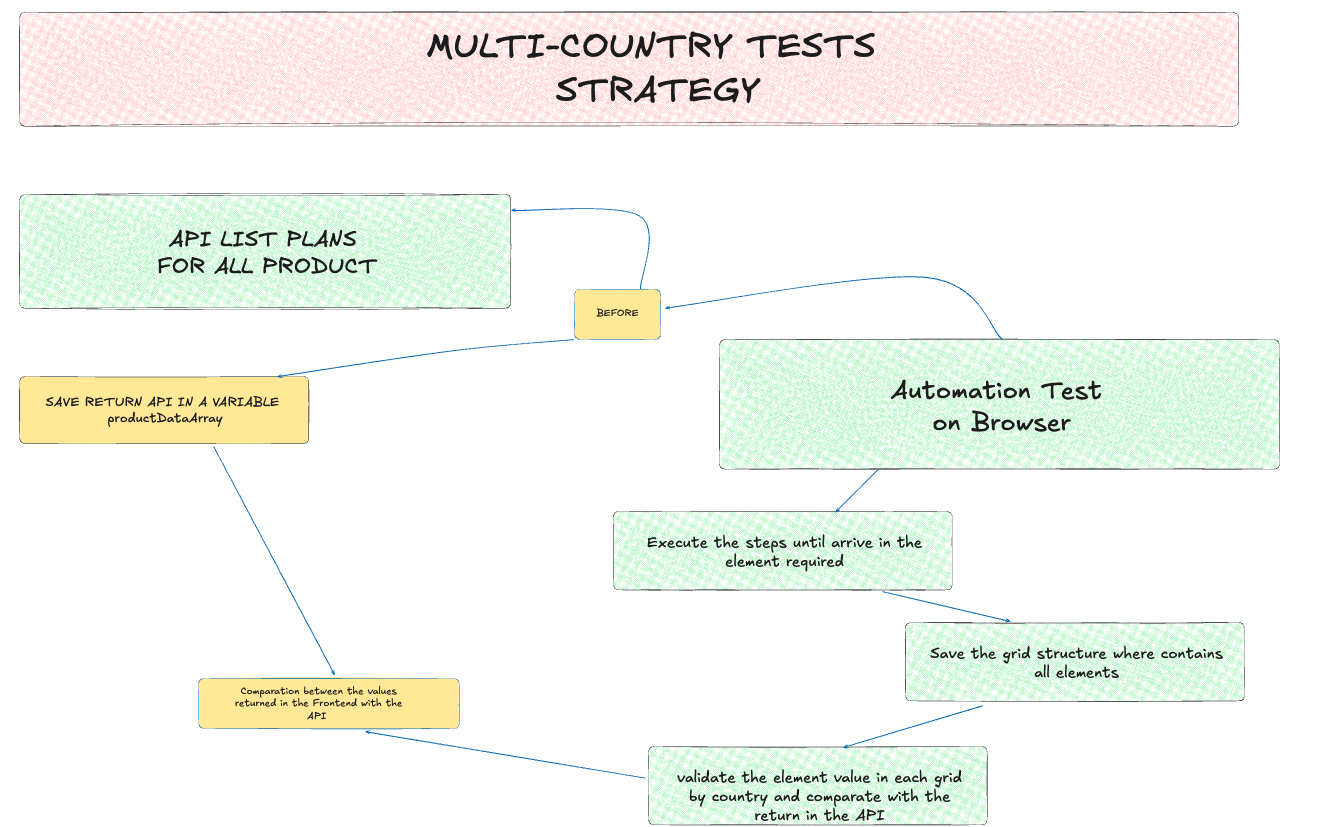 MULTI-COUNTRY TESTS
STRATEGY
API LIST PLANS
FOR ALL PRODUCT
BEFORE
SAVE RETURN API IN A VARIABLE
productDataArray
Automation Test
on Browser
Execute the steps until arrive in the
element required
Save the grid structure where contains
all elements
Comparation between the values
returned in the Frontend with the
API
validate the element value in each grid
by country and comparate with the
return in the API